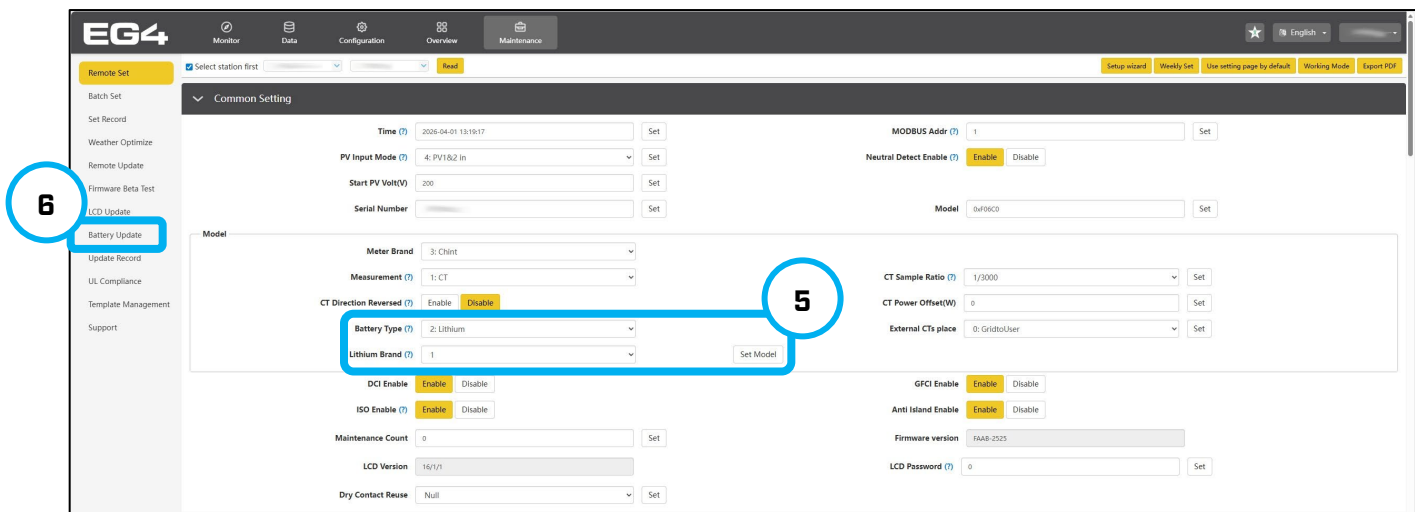 EG4
Monitor
Data
Configuration
Overview
Maintenance
English
Remote Set
Batch Set
Set Record
Weather Optimize
Remote Update
Firmware Beta Test
LCD Update
Battery Update
Update Record
UL Compliance
Template Management
Support
6
Select station first
Read
Setup wizard Weekly Set Use setting page by default Working Mode Export PDF
Common Setting
Time (?) 2026-04-01 13:19:17 Set
MODBUS Addr (?) 1 Set
PV Input Mode (?) 4: PV1&2 in Set
Neutral Detect Enable (?) Enable Disable
Start PV Volt(V) 200 Set
Serial Number Set
Model 0xF06C0 Set
Model
Meter Brand 3: Chint
Measurement (?) 1: CT
CT Sample Ratio (?) 1/3000 Set
CT Direction Reversed (?) Enable Disable
5
CT Power Offset(W) 0 Set
Battery Type (?) 2: Lithium
External CTs place 0: GridtoUser Set
Lithium Brand (?) 1 Set Model
DCI Enable Enable Disable
GFCI Enable Enable Disable
ISO Enable (?) Enable Disable
Anti Island Enable Enable Disable
Maintenance Count 0 Set
Firmware version FAAB-2525
LCD Version 16/1/1
LCD Password (?) 0 Set
Dry Contact Reuse Null Set